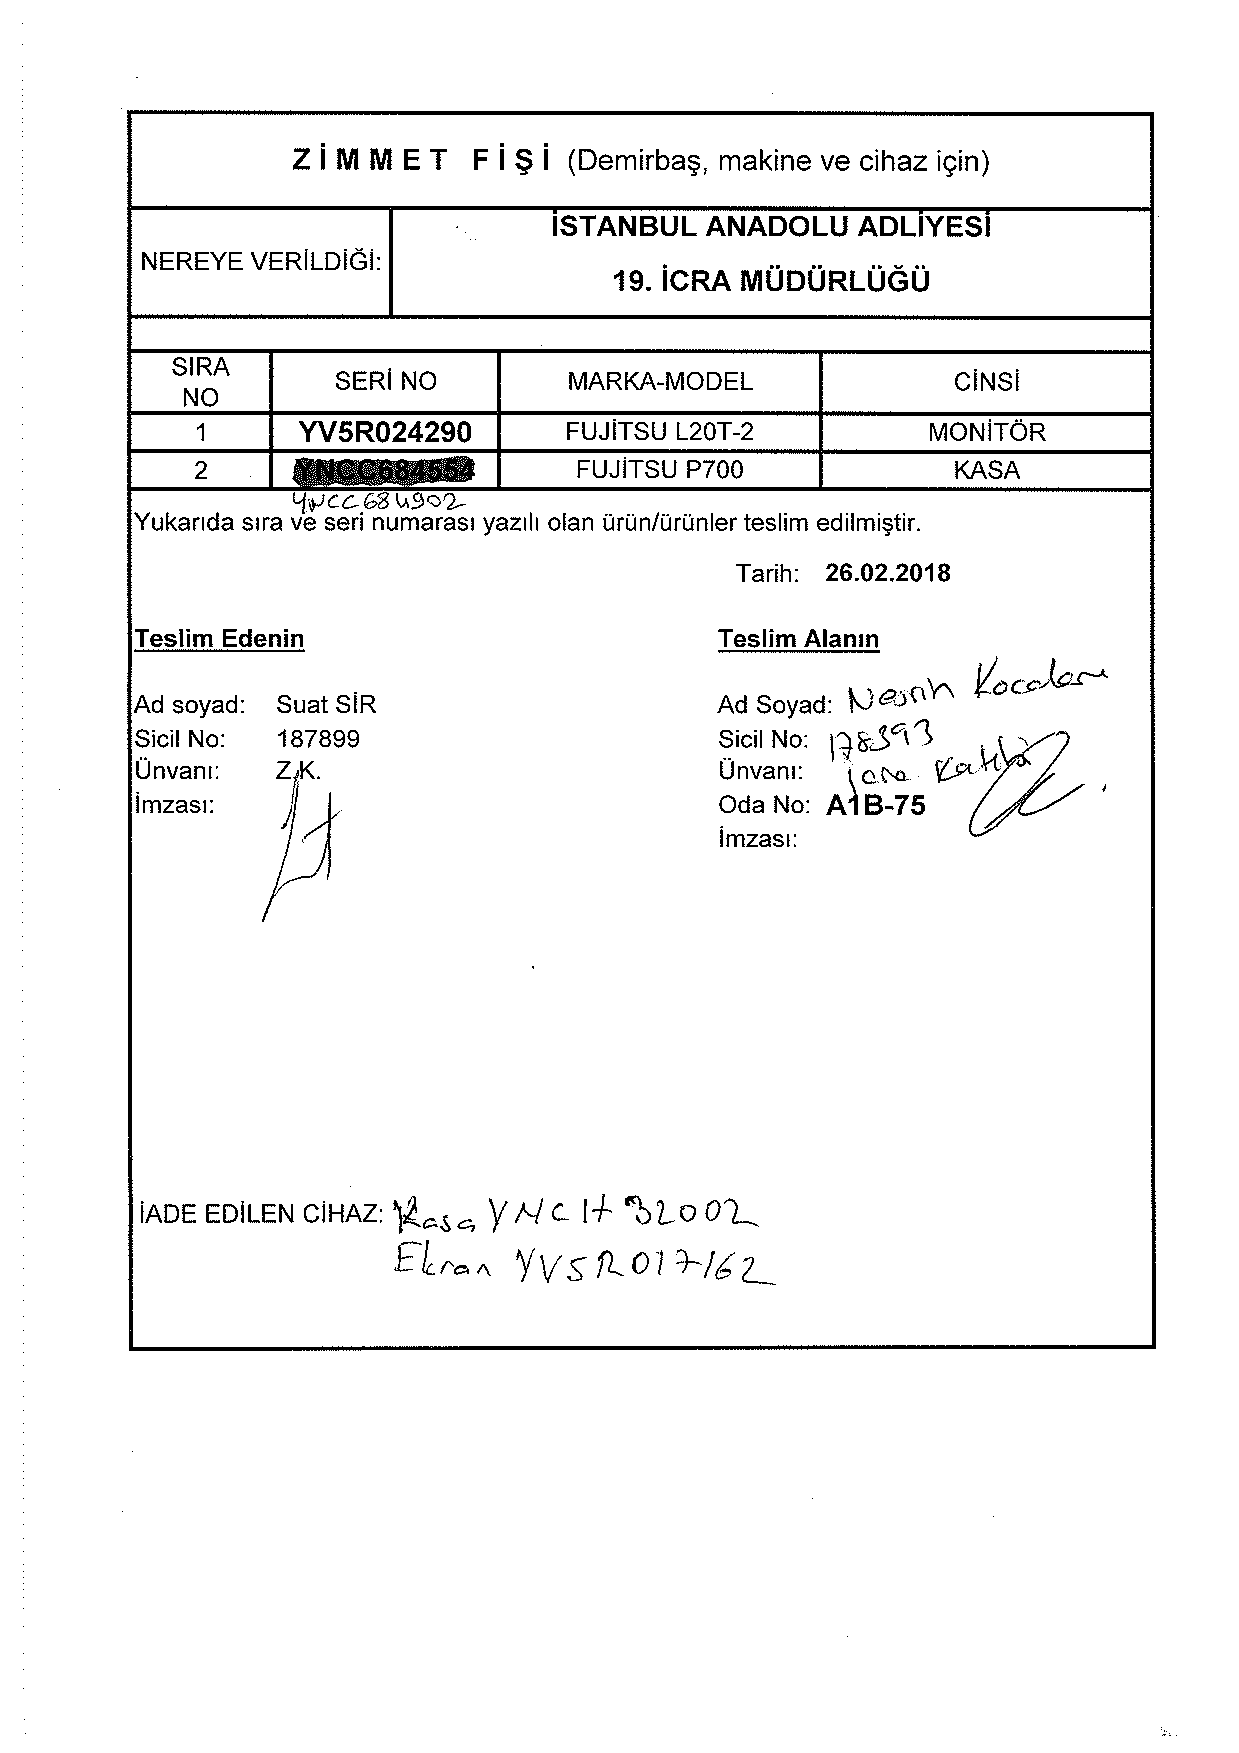 ZİMMET FİŞİ (Demirbaş, makine ve cihaz için)
NEREYE VERİLDİĞİ:
İSTANBUL ANADOLU ADLİYESİ
19. İCRA MÜDÜRLÜĞÜ
SIRA NO SERİ NO MARKA-MODEL CİNSİ
1 YV5R024290 FUJİTSU L20T-2 MONİTÖR
2 YNCC684554 FUJİTSU P700 KASA
YNCC684902
Yukarıda sıra ve seri numarası yazılı olan ürün/ürünler teslim edilmiştir.
Tarih: 26.02.2018
Teslim Edenin
Teslim Alanın
Ad soyad: Suat SİR
Ad Soyad:
Sicil No: 187899
Sicil No: 178393
Ünvanı: Z.K.
Ünvanı: icra Katibi
İmzası:
Oda No: A1B-75
İmzası:
İADE EDİLEN CİHAZ: Kasa YNCH32002
Ekran YV5R017162